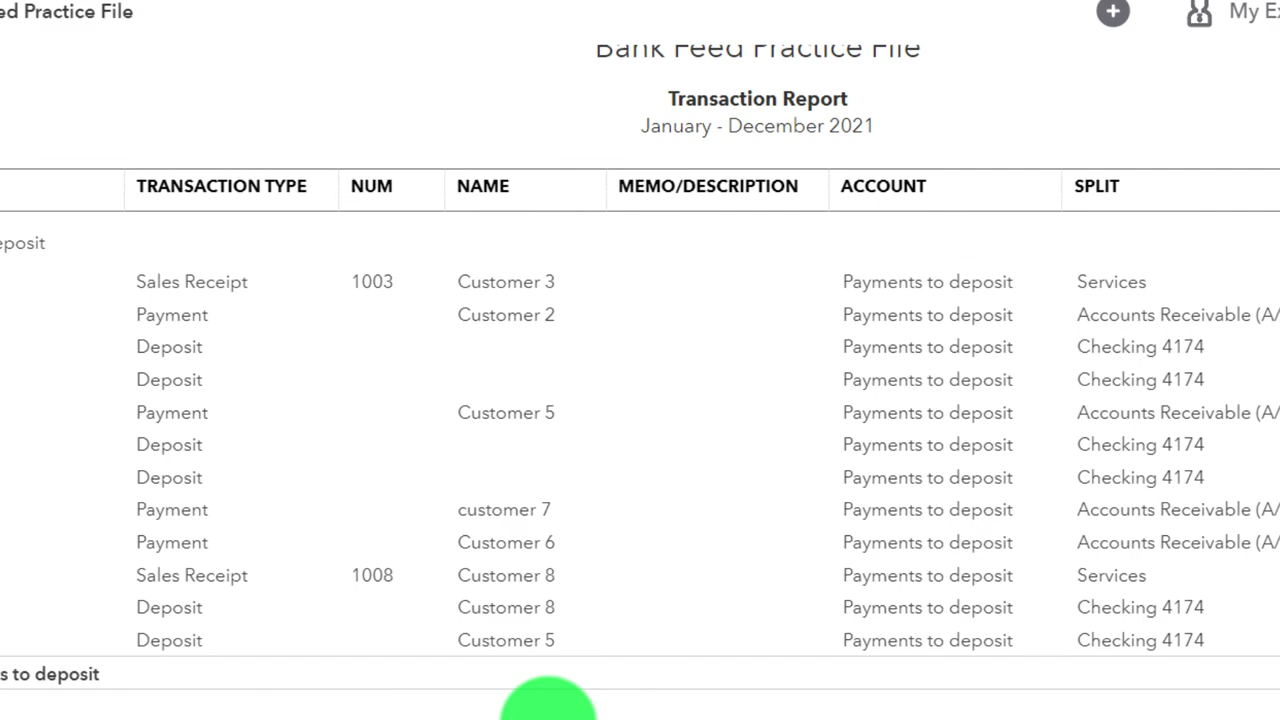 ed Practice File
My Ex
Bank Feed Practice File
Transaction Report
January - December 2021
TRANSACTION TYPE NUM NAME MEMO/DESCRIPTION ACCOUNT SPLIT
eposit
Sales Receipt 1003 Customer 3 Payments to deposit Services
Payment Customer 2 Payments to deposit Accounts Receivable (A/
Deposit Payments to deposit Checking 4174
Deposit Payments to deposit Checking 4174
Payment Customer 5 Payments to deposit Accounts Receivable (A/
Deposit Payments to deposit Checking 4174
Deposit Payments to deposit Checking 4174
Payment customer 7 Payments to deposit Accounts Receivable (A/
Payment Customer 6 Payments to deposit Accounts Receivable (A/
Sales Receipt 1008 Customer 8 Payments to deposit Services
Deposit Customer 8 Payments to deposit Checking 4174
Deposit Customer 5 Payments to deposit Checking 4174
s to deposit